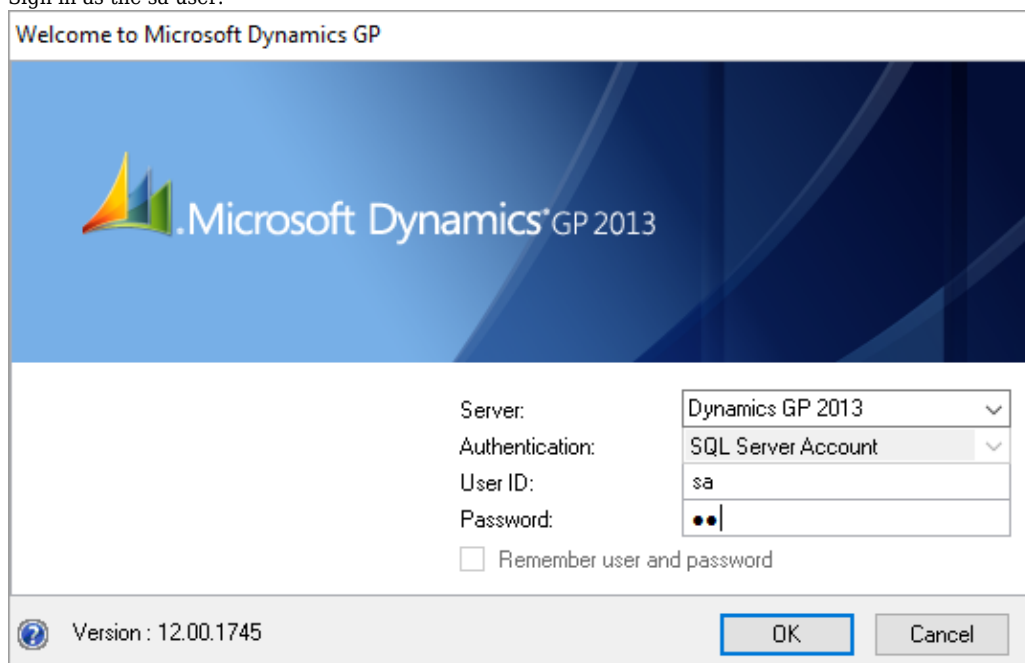 Sign in as the sa user.
Welcome to Microsoft Dynamics GP
Microsoft Dynamics GP 2013
Server: Dynamics GP 2013
Authentication: SQL Server Account
User ID: sa
Password: ●●
Remember user and password
Version : 12.00.1745 OK Cancel